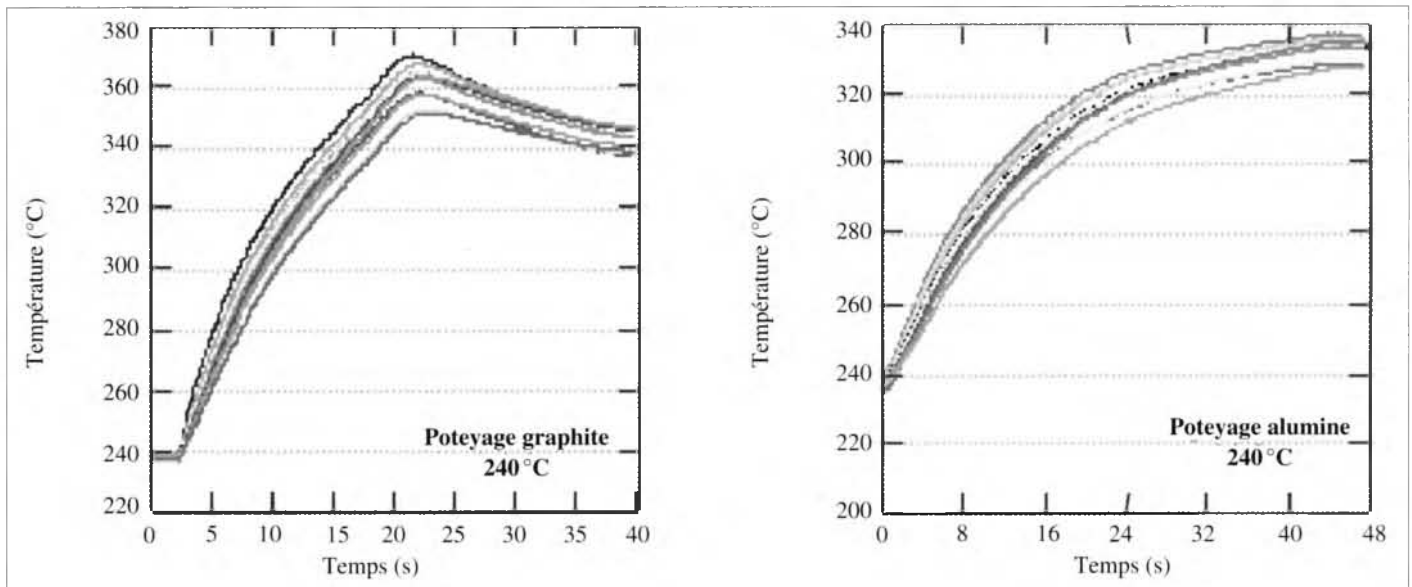 380
360
340
320
300
280
260
240
220
Température (°C)
0 5 10 15 20 25 30 35 40
Temps (s)
Poteyage graphite
240 °C
340
320
300
280
260
240
220
200
Température (°C)
0 8 16 24 32 40 48
Temps (s)
Poteyage alumine
240 °C